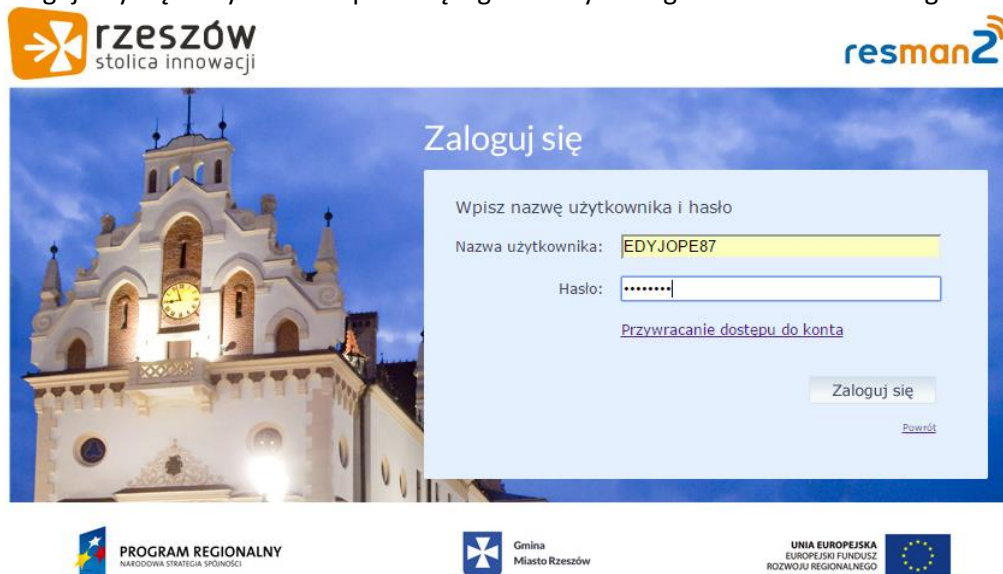 rzeszów
stolica innowacji
resman2
Zaloguj się
Wpisz nazwę użytkownika i hasło
Nazwa użytkownika: EDYJOPE87
Hasło: ••••••••
Przywracanie dostępu do konta
Zaloguj się
Powrót
PROGRAM REGIONALNY
NARODOWA STRATEGIA SPÓJNOŚCI
Gmina
Miasto Rzeszów
UNIA EUROPEJSKA
EUROPEJSKI FUNDUSZ
ROZWOJU REGIONALNEGO